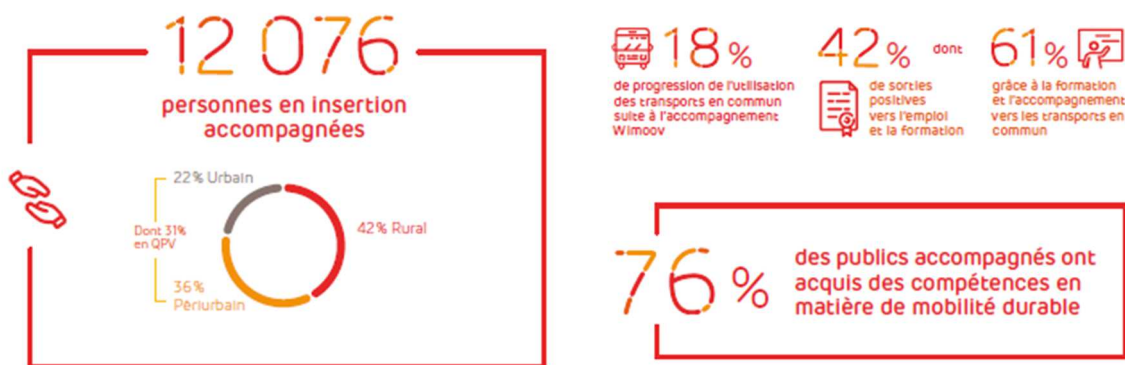 12 076
personnes en insertion
accompagnées
22% Urbain
Dont 31%
en QPV
42% Rural
36%
Périurbain
18 %
de progression de l'utilisation
des transports en commun
suite à l'accompagnement
Wimoov
42% dont
de sorties
positives
vers l'emploi
et la formation
61%
grâce à la formation
et l'accompagnement
vers les transports en
commun
76 %
des publics accompagnés ont
acquis des compétences en
matière de mobilité durable